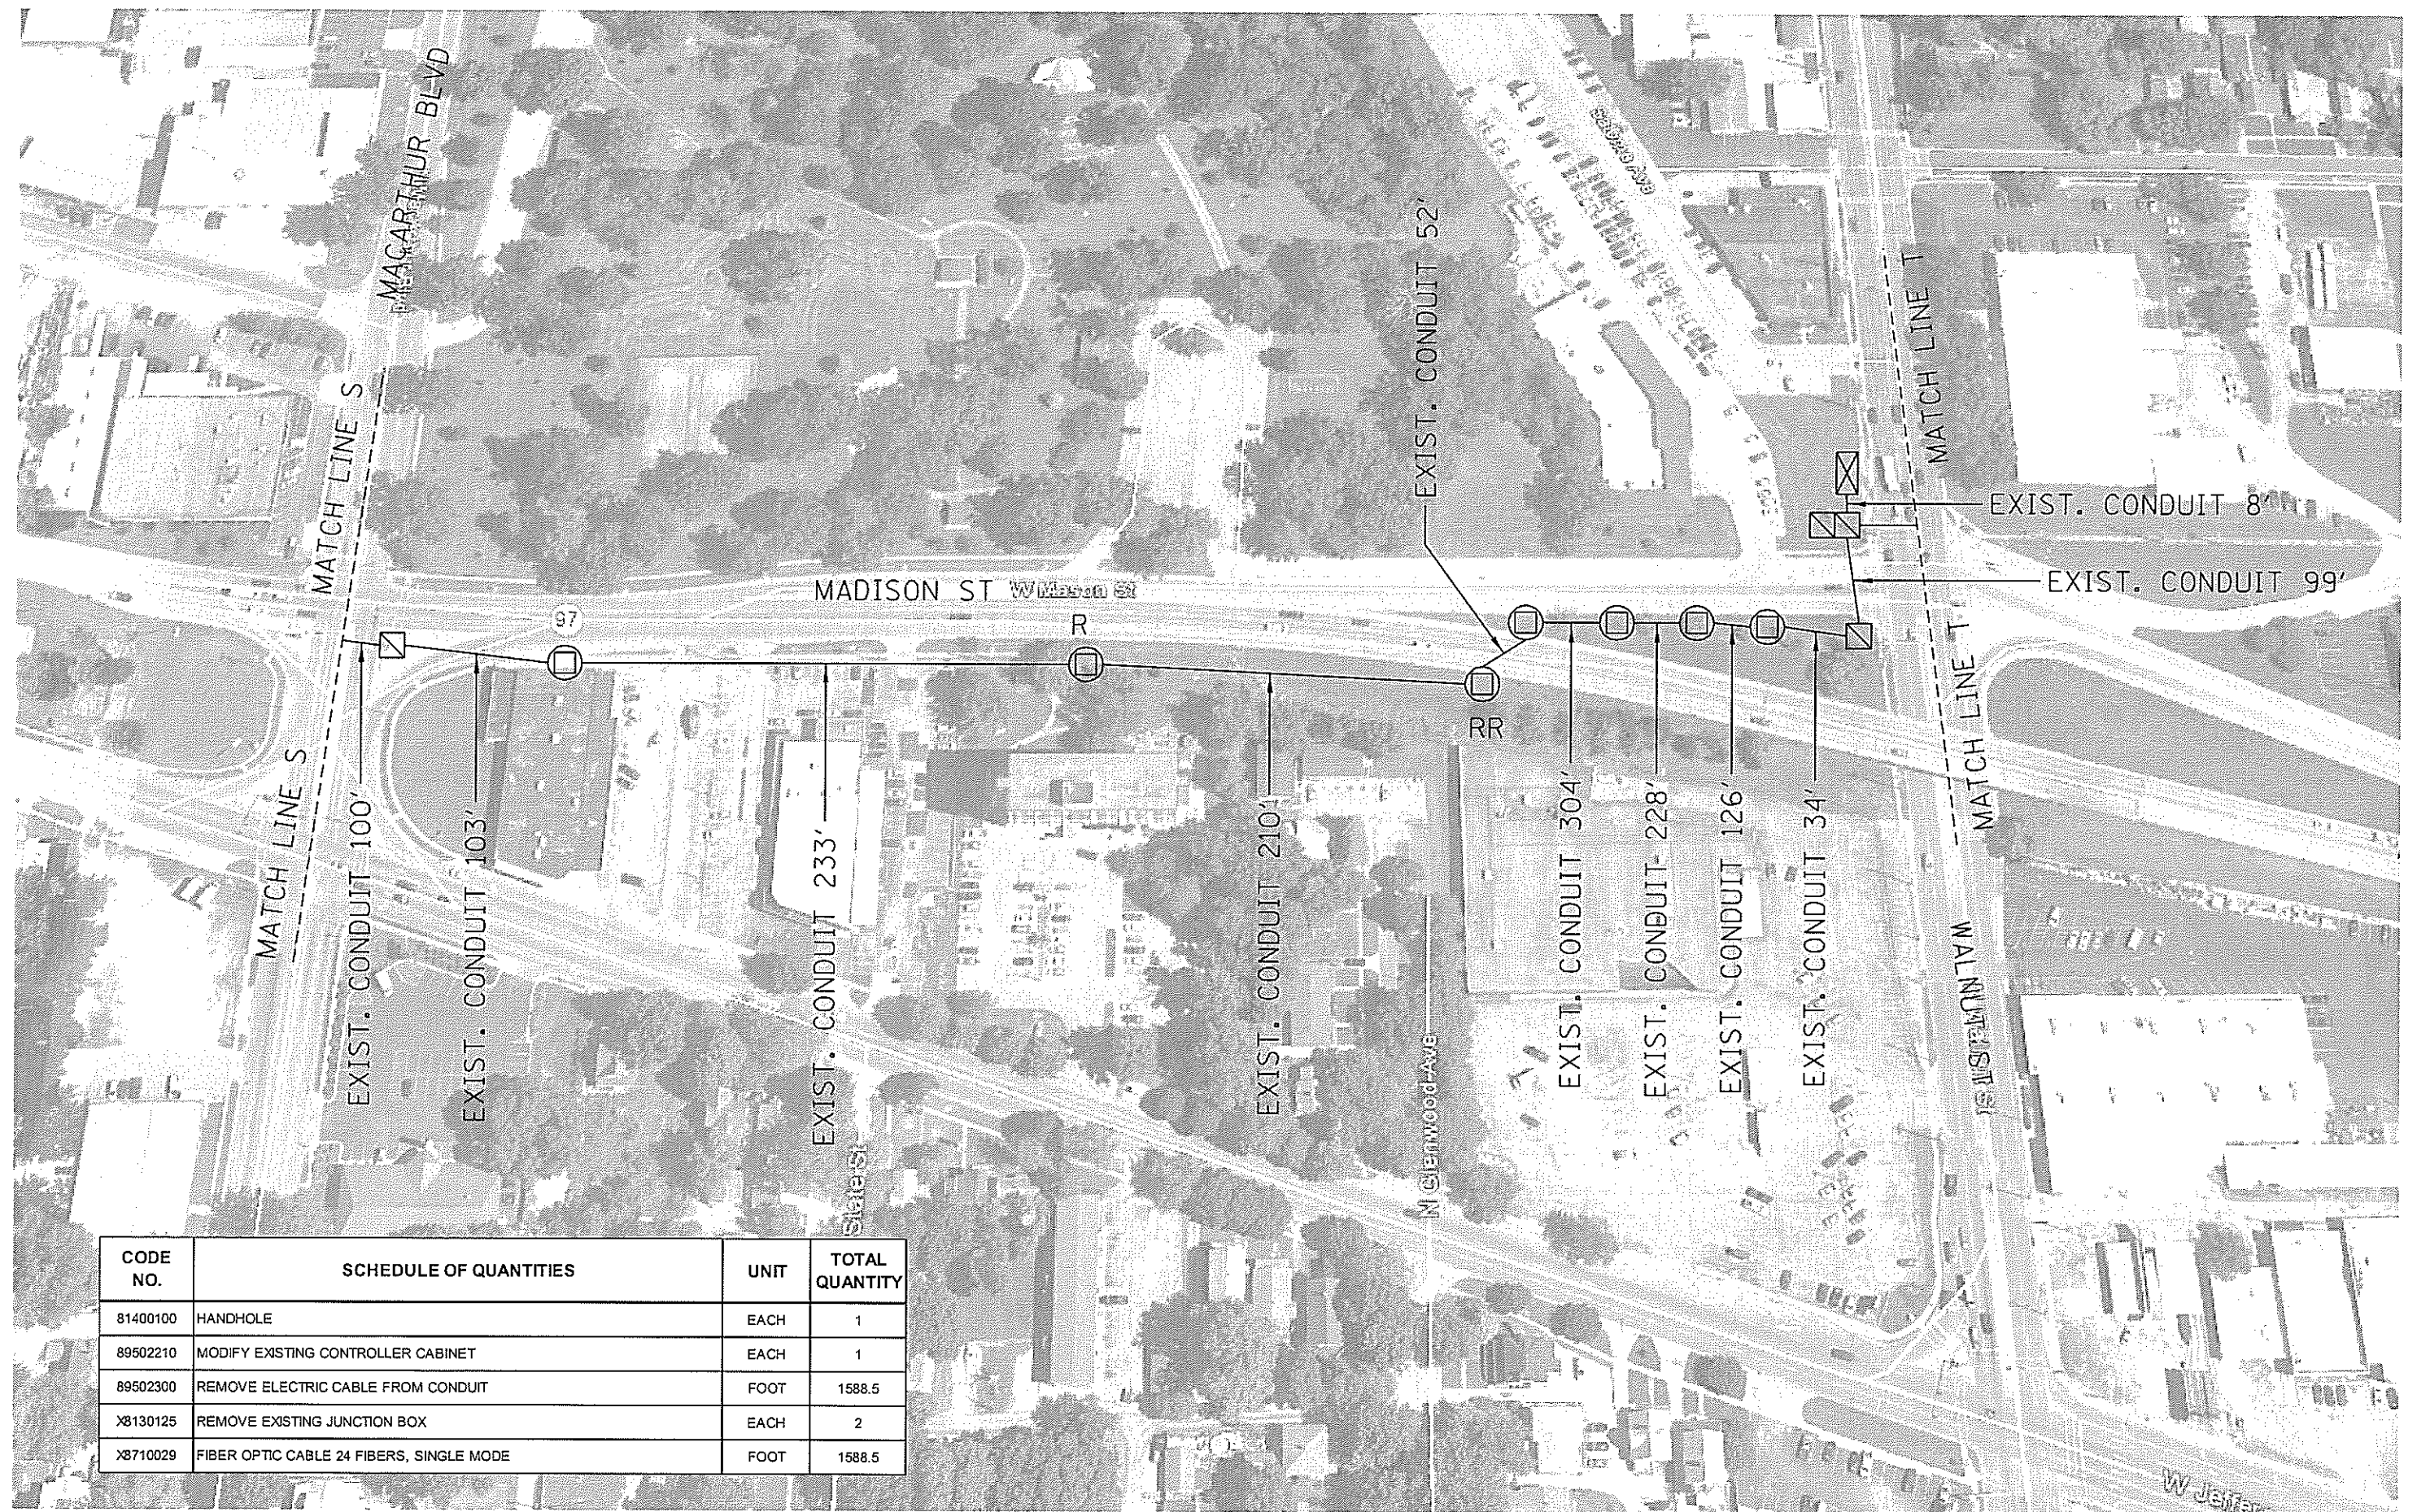 MACARTHUR BLVD
MATCH LINE S
MATCH LINE S
MADISON ST
W Mason St
97
R
RR
EXIST. CONDUIT 52'
EXIST. CONDUIT 8'
EXIST. CONDUIT 99'
MATCH LINE T
MATCH LINE T
EXIST. CONDUIT 100'
EXIST. CONDUIT 103'
EXIST. CONDUIT 233'
EXIST. CONDUIT 210'
EXIST. CONDUIT 304'
EXIST. CONDUIT 228'
EXIST. CONDUIT 126'
EXIST. CONDUIT 34'
WALNUT ST
N Glenwood Ave
CODE NO. SCHEDULE OF QUANTITIES UNIT TOTAL QUANTITY
81400100 HANDHOLE EACH 1
89502210 MODIFY EXISTING CONTROLLER CABINET EACH 1
89502300 REMOVE ELECTRIC CABLE FROM CONDUIT FOOT 1588.5
X8130125 REMOVE EXISTING JUNCTION BOX EACH 2
X8710029 FIBER OPTIC CABLE 24 FIBERS, SINGLE MODE FOOT 1588.5